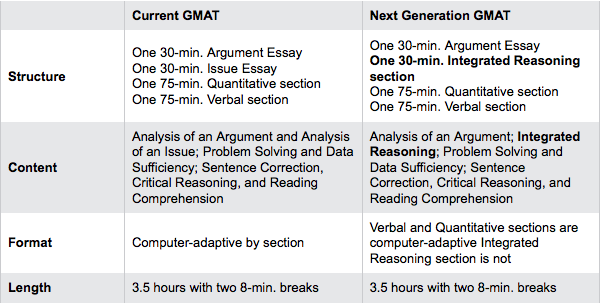 Current GMAT
Next Generation GMAT
Structure
One 30-min. Argument Essay
One 30-min. Issue Essay
One 75-min. Quantitative section
One 75-min. Verbal section
One 30-min. Argument Essay
One 30-min. Integrated Reasoning
section
One 75-min. Quantitative section
One 75-min. Verbal section
Content
Analysis of an Argument and Analysis
of an Issue; Problem Solving and Data
Sufficiency; Sentence Correction,
Critical Reasoning, and Reading
Comprehension
Analysis of an Argument; Integrated
Reasoning; Problem Solving and
Data Sufficiency; Sentence
Correction, Critical Reasoning, and
Reading Comprehension
Format
Computer-adaptive by section
Verbal and Quantitative sections are
computer-adaptive Integrated
Reasoning section is not
Length
3.5 hours with two 8-min. breaks
3.5 hours with two 8-min. breaks